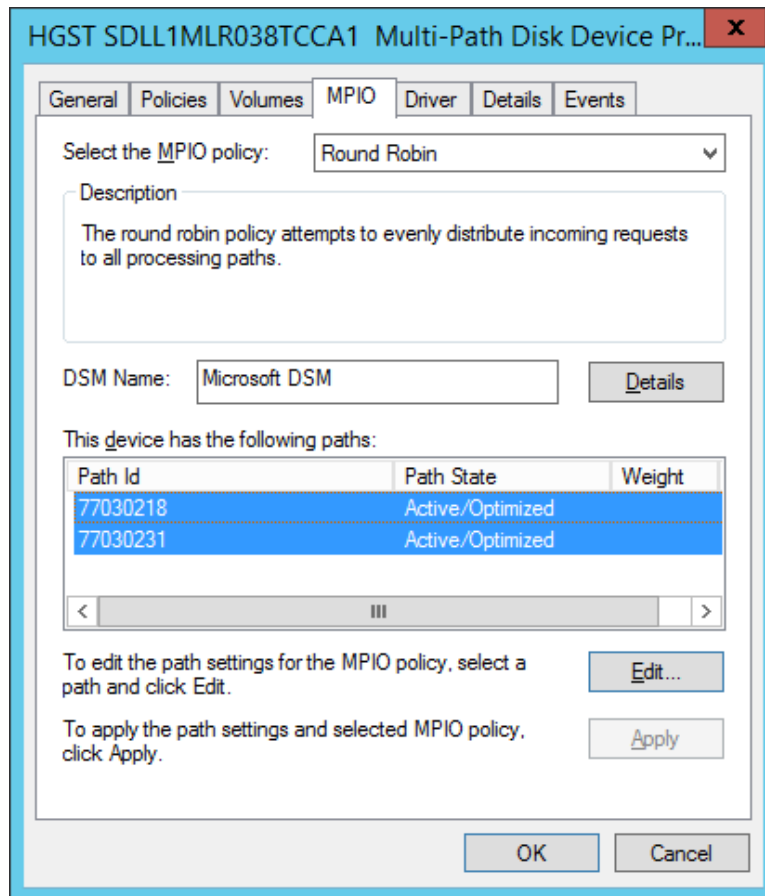 HGST SDLL1MLR038TCCA1 Multi-Path Disk Device Pr... x
General Policies Volumes MPIO Driver Details Events
Select the MPIO policy: Round Robin
Description
The round robin policy attempts to evenly distribute incoming requests
to all processing paths.
DSM Name: Microsoft DSM Details
This device has the following paths:
Path Id Path State Weight
77030218 Active/Optimized
77030231 Active/Optimized
To edit the path settings for the MPIO policy, select a
path and click Edit.
Edit...
To apply the path settings and selected MPIO policy,
click Apply.
Apply
OK Cancel